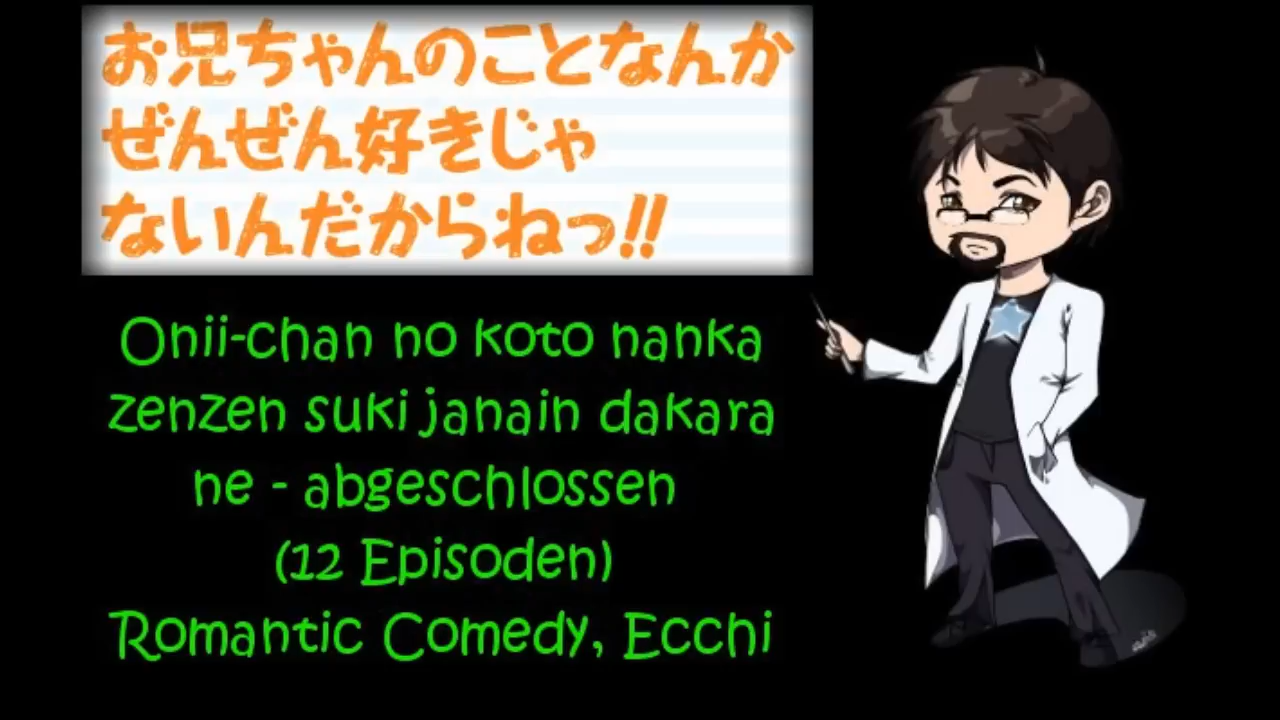 お兄ちゃんのことなんか
ぜんぜん好きじゃ
ないんだからねっ!!
Onii-chan no koto nanka
zenzen suki janain dakara
ne - abgeschlossen
(12 Episoden)
Romantic Comedy, Ecchi